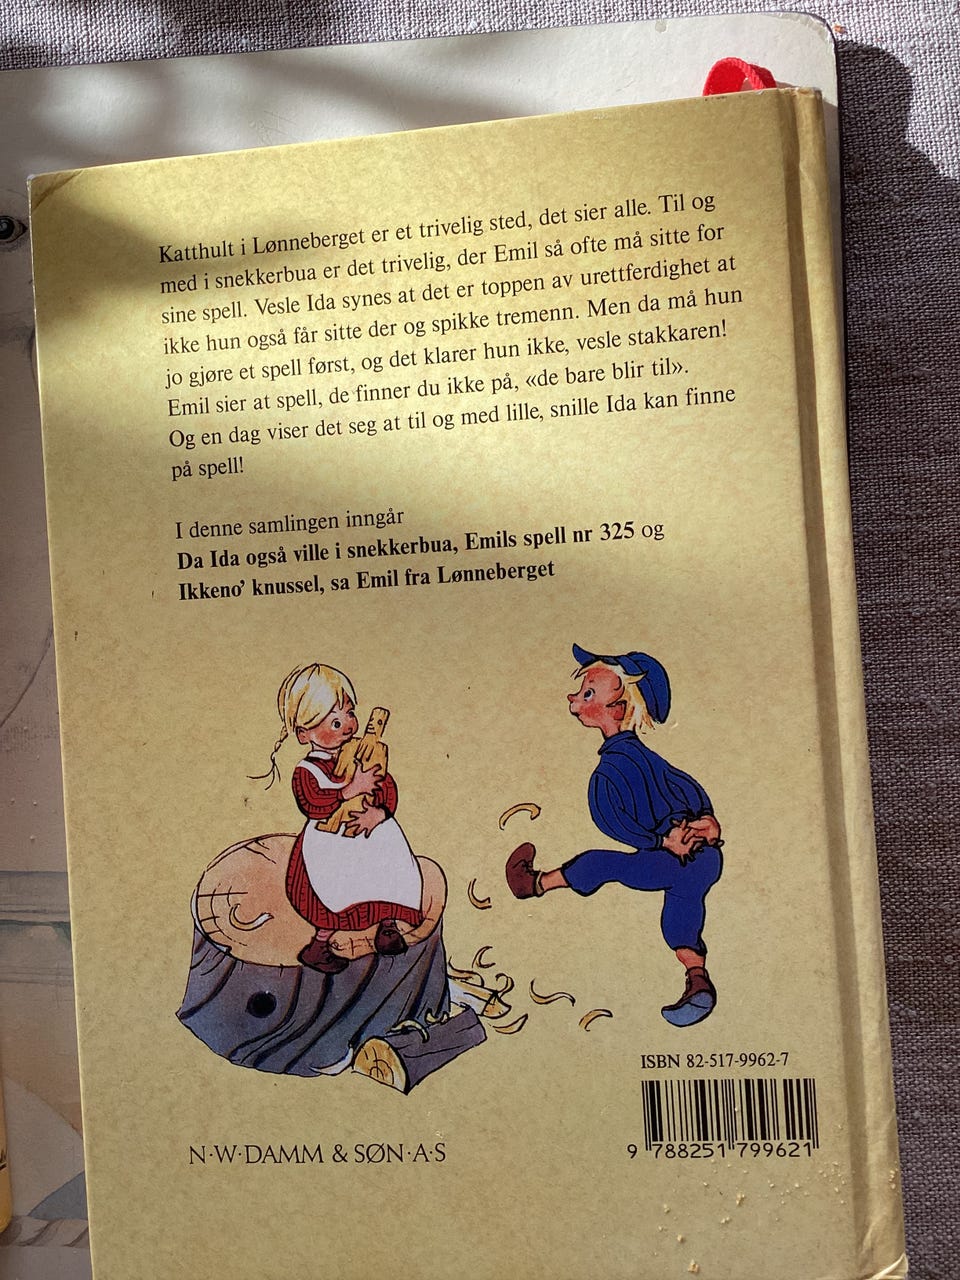 Katthult i Lønneberget er et trivelig sted, det sier alle. Til og
med i snekkerbua er det trivelig, der Emil så ofte må sitte for
sine spell. Vesle Ida synes at det er toppen av urettferdighet at
ikke hun også får sitte der og spikke tremenn. Men da må hun
jo gjøre et spell først, og det klarer hun ikke, vesle stakkaren!
Emil sier at spell, de finner du ikke på, «de bare blir til».
Og en dag viser det seg at til og med lille, snille Ida kan finne
på spell!
I denne samlingen inngår
Da Ida også ville i snekkerbua, Emils spell nr 325 og
Ikkeno’ knussel, sa Emil fra Lønneberget
ISBN 82-517-9962-7
9 788251 799621
N·W·DAMM & SØN·A·S